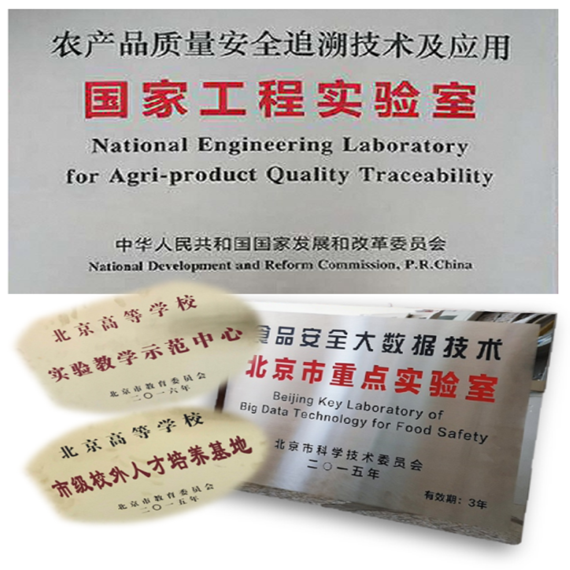 农产品质量安全追溯技术及应用
国家工程实验室
National Engineering Laboratory
for Agri-product Quality Traceability
中华人民共和国国家发展和改革委员会
National Development and Reform Commission, P.R.China
北京高等学校
实验教学示范中心
北京市教育委员会
二〇一六年
北京高等学校
市级校外人才培养基地
北京市教育委员会
二〇一五年
食品安全大数据技术
北京市重点实验室
Beijing Key Laboratory of
Big Data Technology for Food Safety
北京市科学技术委员会
二〇一五年
有效期：3年